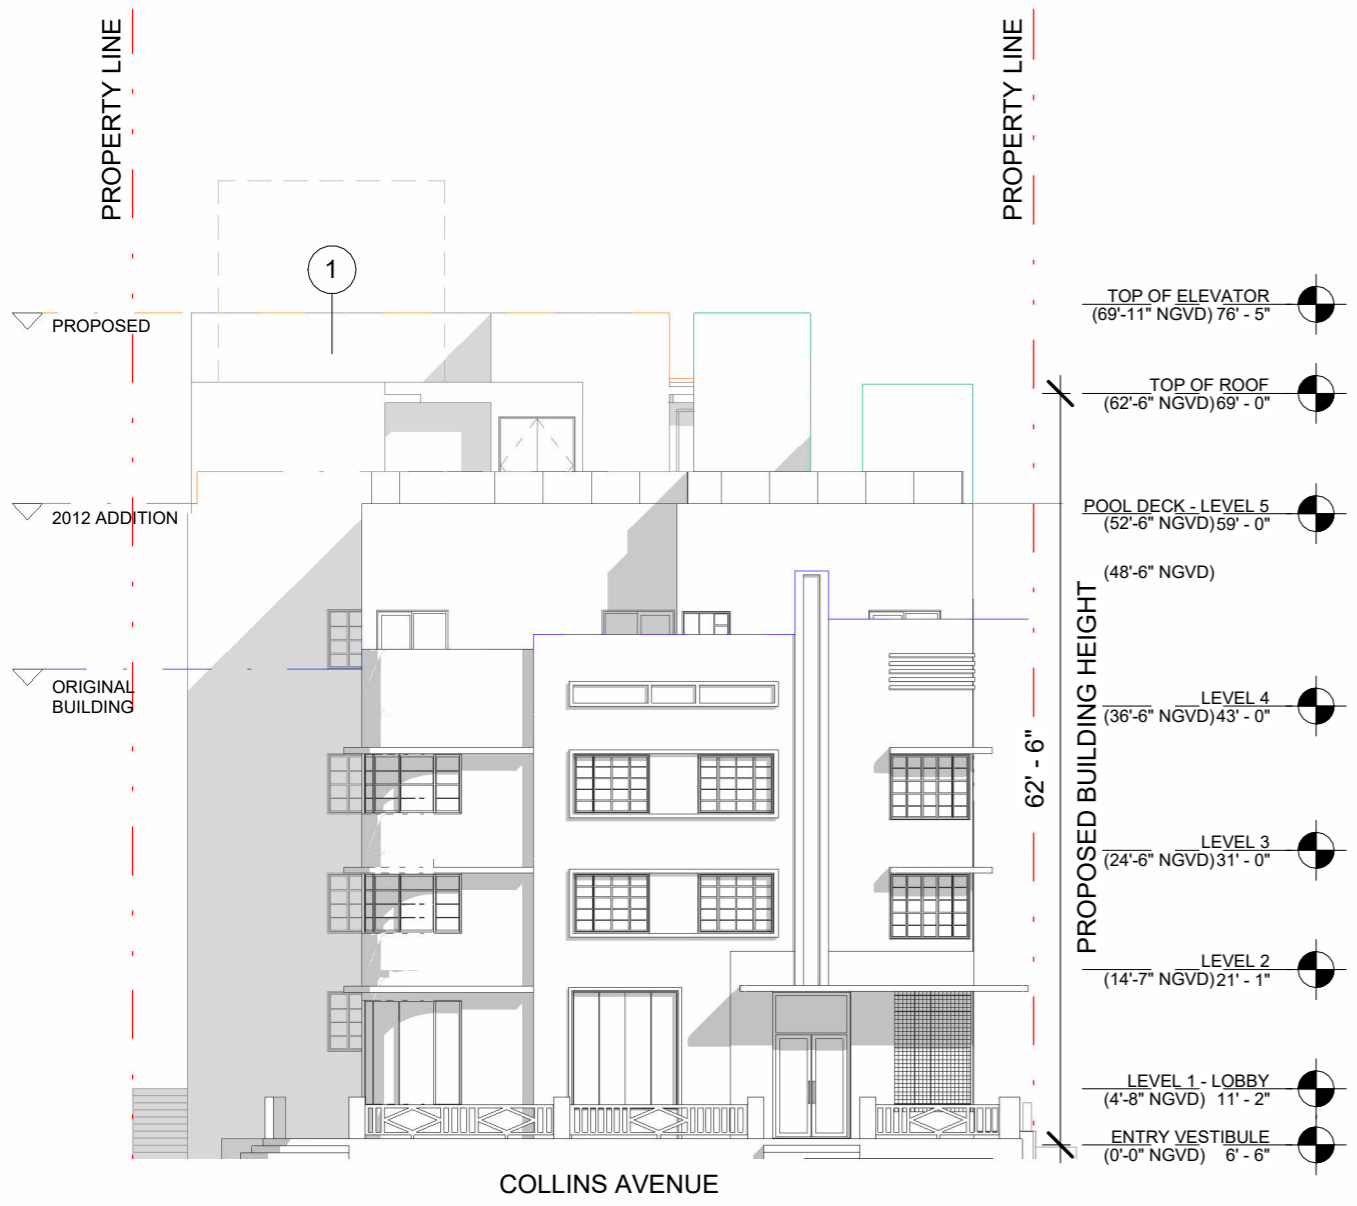 PROPERTY LINE
PROPERTY LINE
1
PROPOSED
2012 ADDITION
ORIGINAL
BUILDING
TOP OF ELEVATOR
(69'-11" NGVD) 76' - 5"
TOP OF ROOF
(62'-6" NGVD) 69' - 0"
POOL DECK - LEVEL 5
(52'-6" NGVD) 59' - 0"
(48'-6" NGVD)
LEVEL 4
(36'-6" NGVD) 43' - 0"
LEVEL 3
(24'-6" NGVD) 31' - 0"
LEVEL 2
(14'-7" NGVD) 21' - 1"
LEVEL 1 - LOBBY
(4'-8" NGVD) 11' - 2"
ENTRY VESTIBULE
(0'-0" NGVD) 6' - 6"
62' - 6"
PROPOSED BUILDING HEIGHT
COLLINS AVENUE